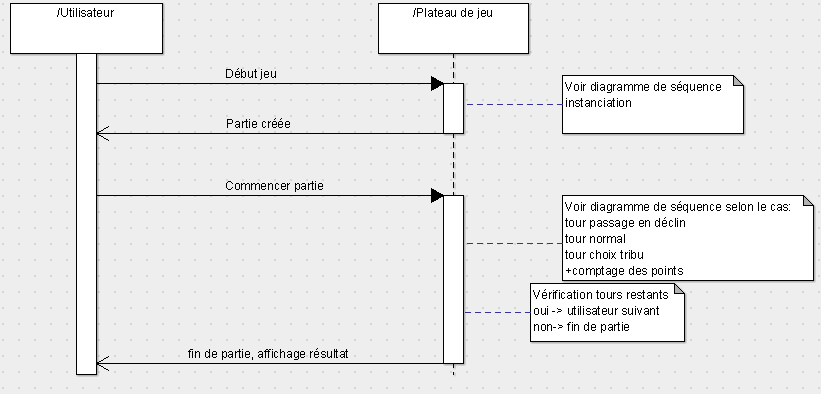 /Utilisateur
/Plateau de jeu
Début jeu
Voir diagramme de séquence
instanciation
Partie créée
Commencer partie
Voir diagramme de séquence selon le cas:
tour passage en déclin
tour normal
tour choix tribu
+comptage des points
Vérification tours restants
oui -> utilisateur suivant
non-> fin de partie
fin de partie, affichage résultat